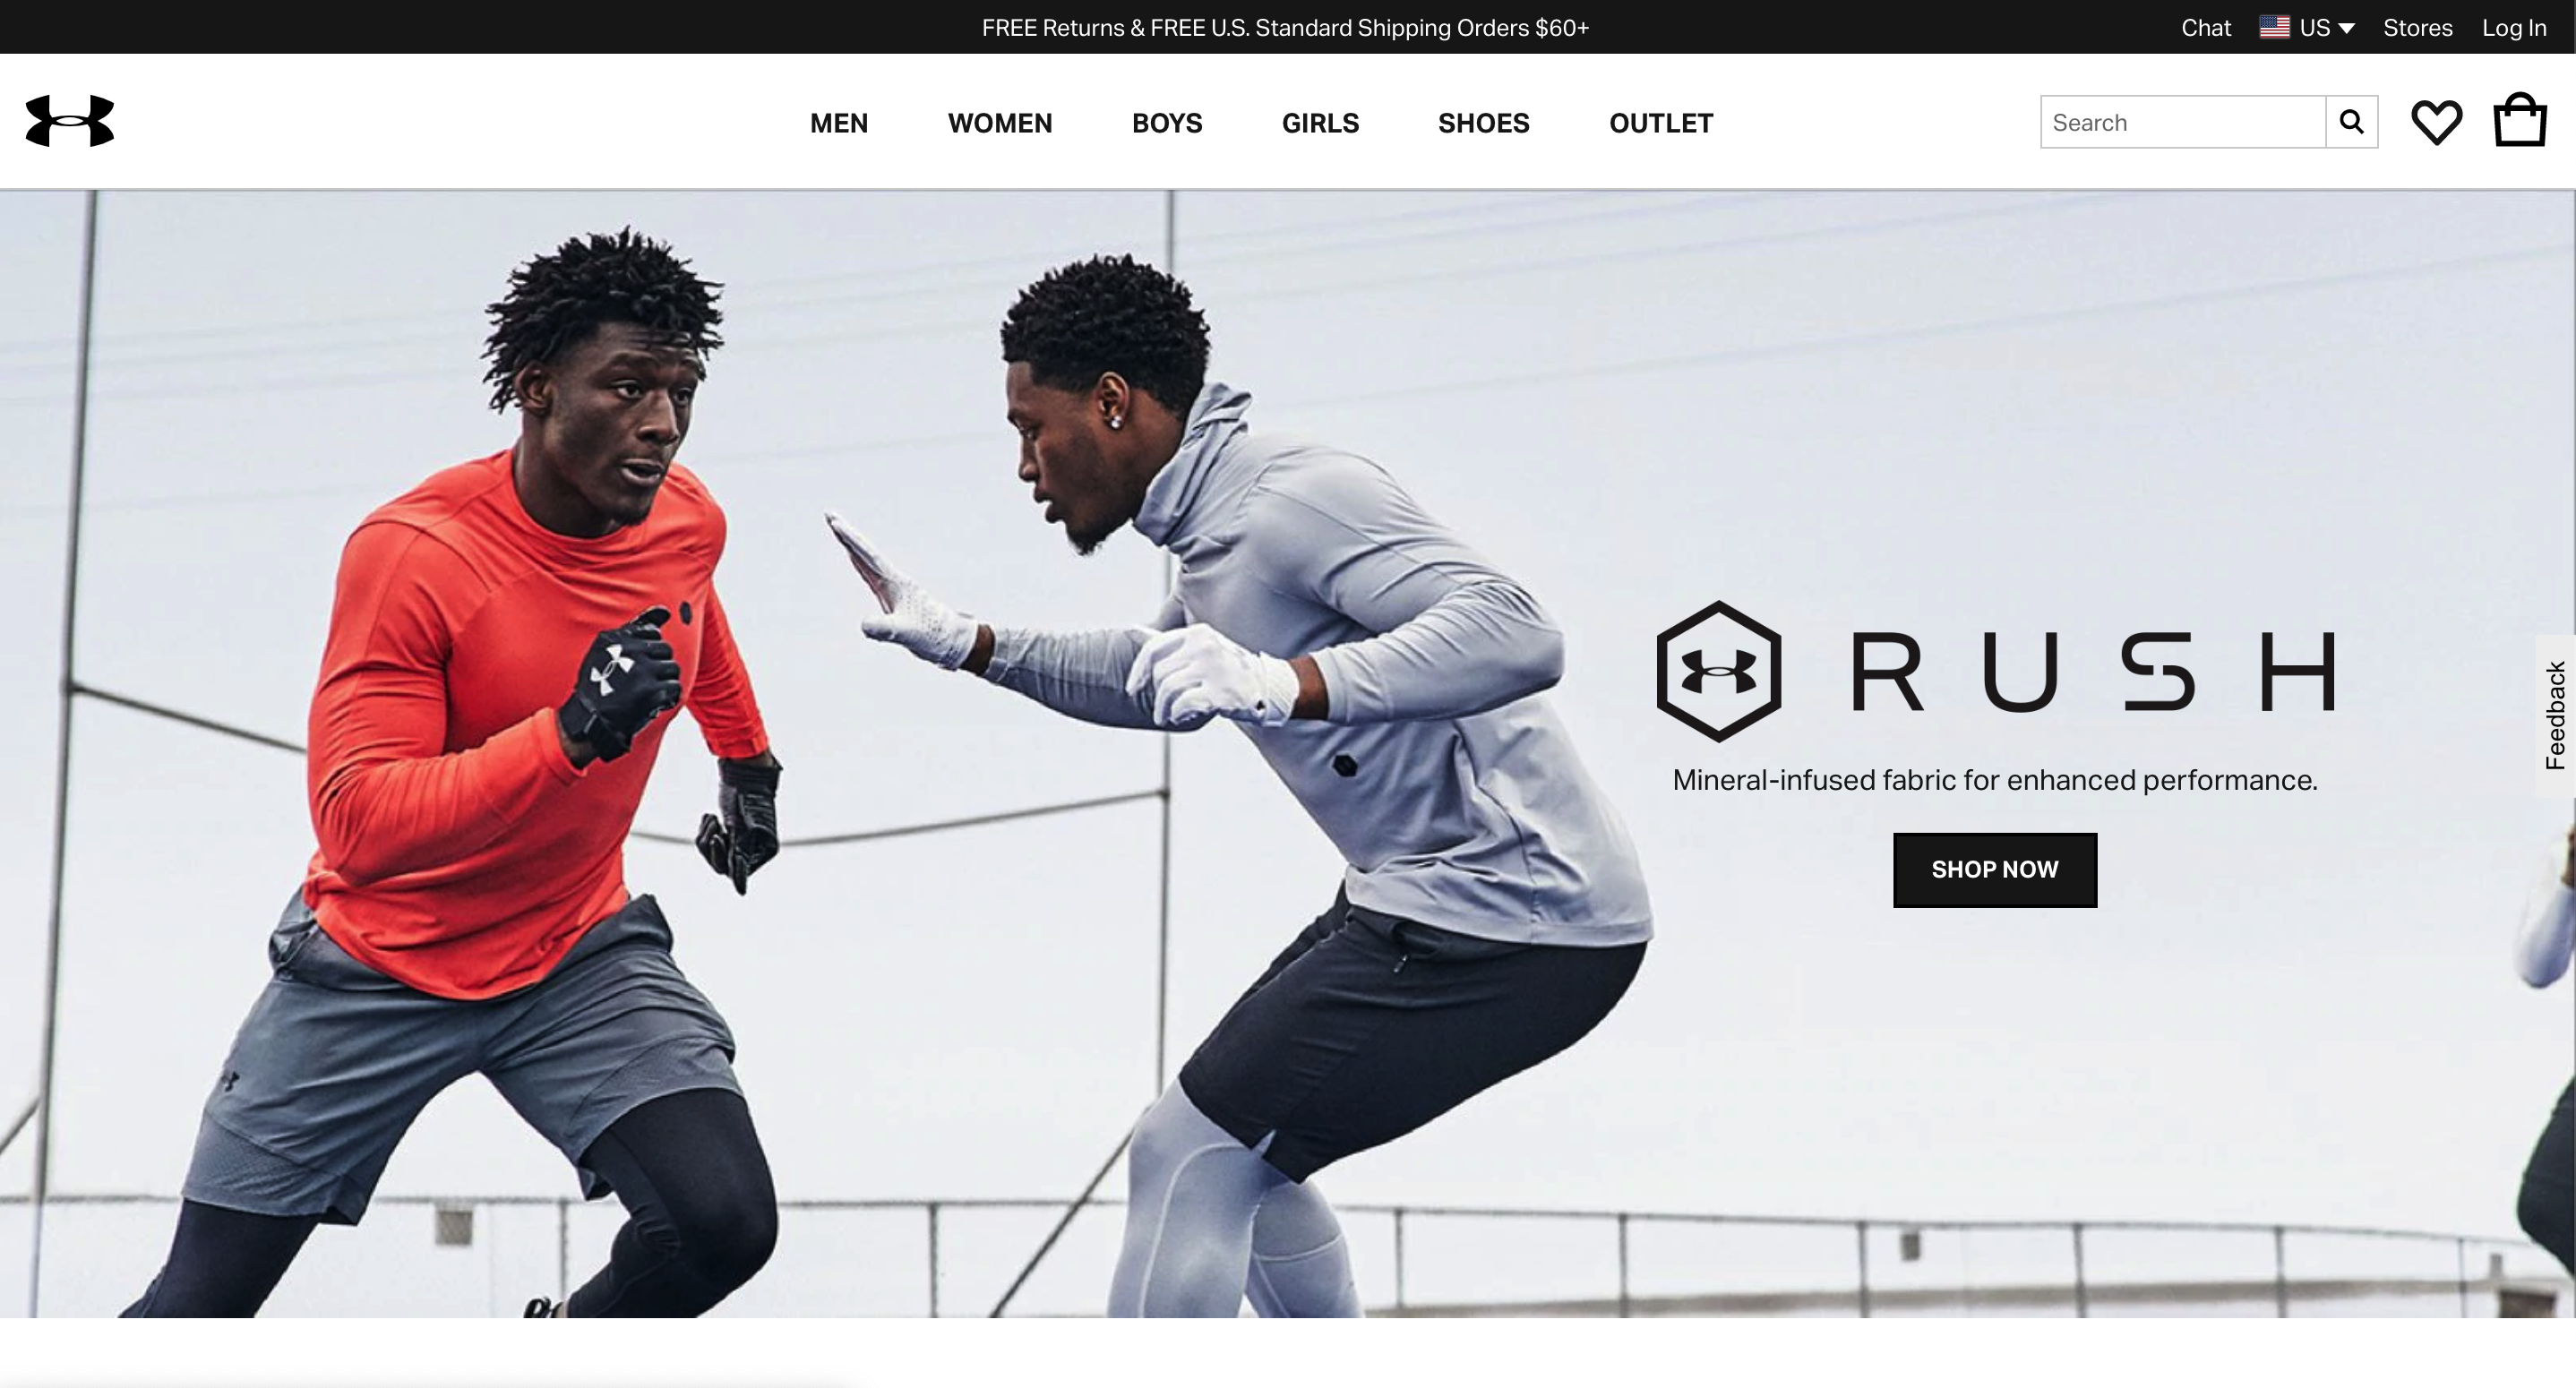 FREE Returns & FREE U.S. Standard Shipping Orders $60+
Chat
US
Stores
Log In
MEN
WOMEN
BOYS
GIRLS
SHOES
OUTLET
Search
RUSH
Mineral-infused fabric for enhanced performance.
SHOP NOW
Feedback